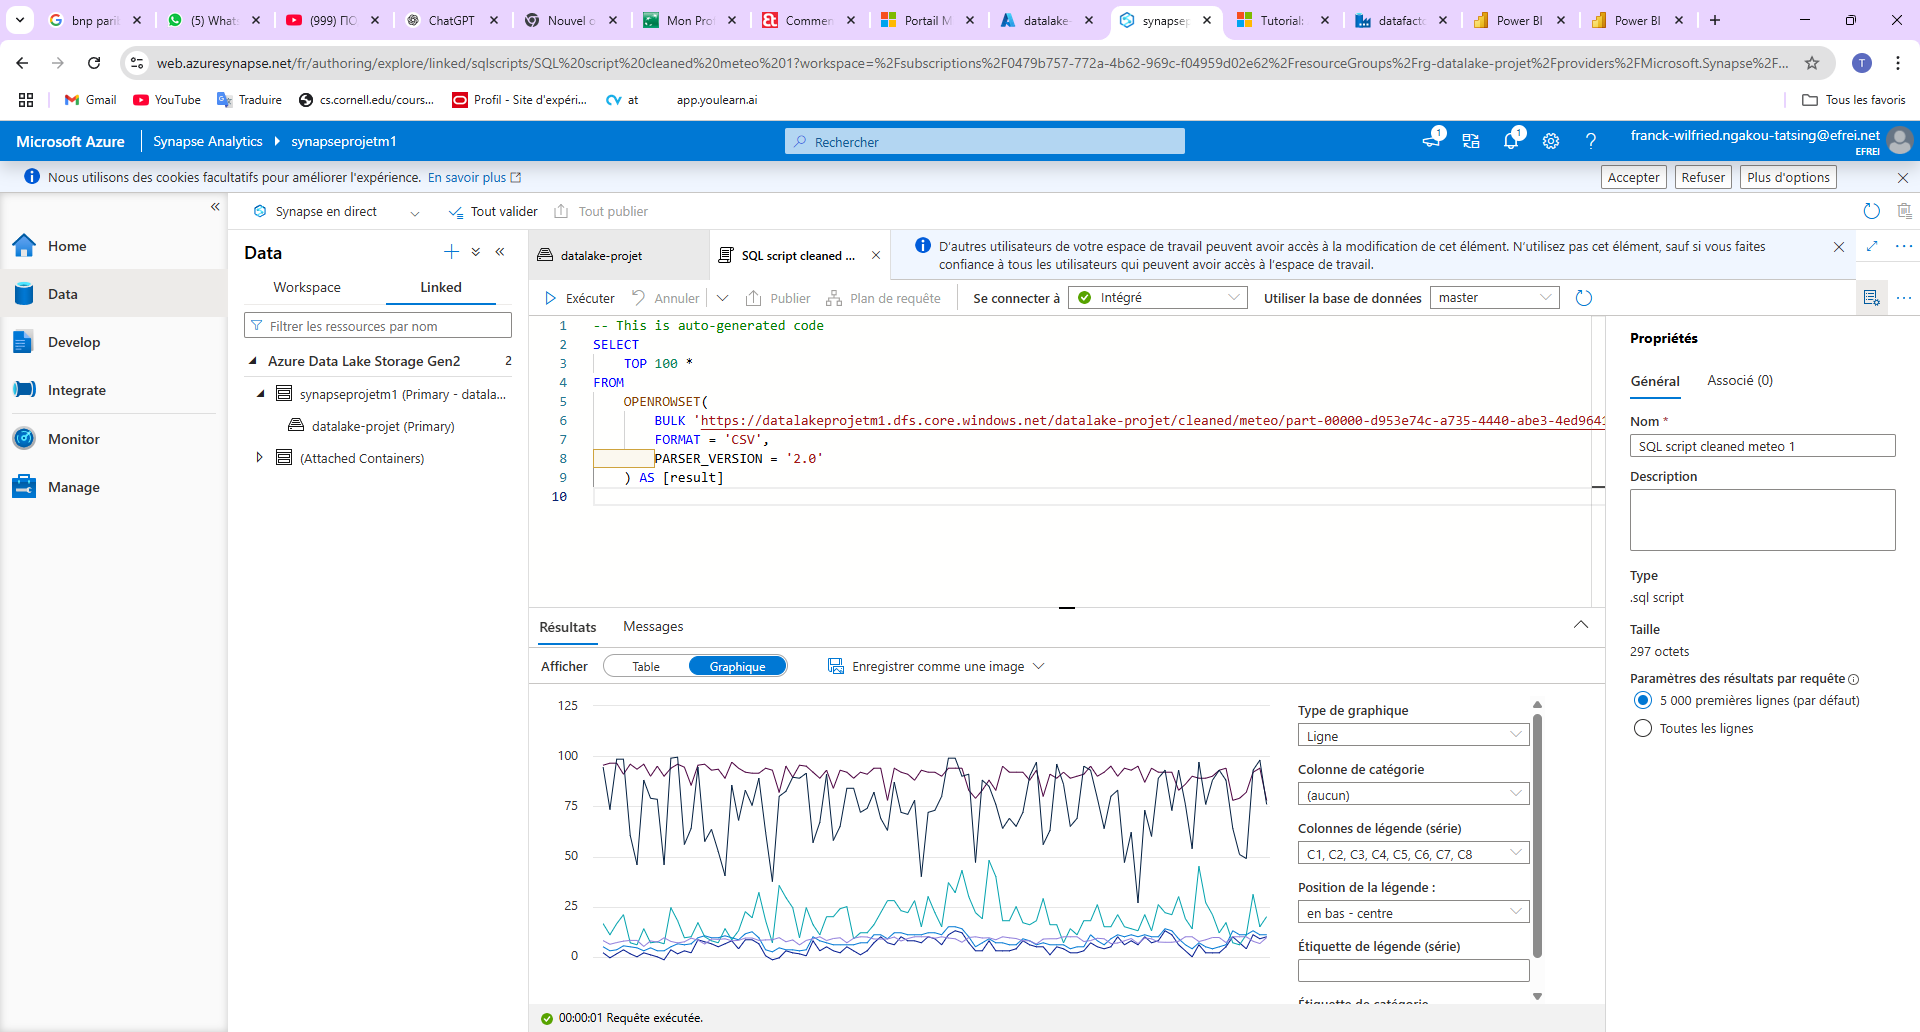 bnp parib
(5) Whats
(999) ПО
ChatGPT
Nouvel o
Mon Pro
Commen
Portail M
datalake-
synapsep
Tutorial:
datafacto
Power BI
Power BI
web.azuresynapse.net/fr/authoring/explore/linked/sqlscripts/SQL%20script%20cleaned%20meteo%201?workspace=%2Fsubscriptions%2F0479b757-772a-4b62-969c-f04959d02e62%2FresourceGroups%2Frg-datalake-projet%2Fproviders%2FMicrosoft.Synapse%2F...
T
Gmail
YouTube
Traduire
cs.cornell.edu/cours...
Profil - Site d'expéri...
at
app.youlearn.ai
Tous les favoris
Microsoft Azure
Synapse Analytics
synapseprojetm1
Rechercher
1
1
franck-wilfried.ngakou-tatsing@efrei.net
EFREI
Nous utilisons des cookies facultatifs pour améliorer l'expérience. En savoir plus
Accepter
Refuser
Plus d'options
Synapse en direct
Tout valider
Tout publier
Home
Data
Develop
Integrate
Monitor
Manage
Data
Workspace
Linked
Filtrer les ressources par nom
Azure Data Lake Storage Gen2 2
synapseprojetm1 (Primary - datala...
datalake-projet (Primary)
(Attached Containers)
datalake-projet
SQL script cleaned ...
D'autres utilisateurs de votre espace de travail peuvent avoir accès à la modification de cet élément. N'utilisez pas cet élément, sauf si vous faites
confiance à tous les utilisateurs qui peuvent avoir accès à l'espace de travail.
Exécuter
Annuler
Publier
Plan de requête
Se connecter à
Intégré
Utiliser la base de données
master
1 -- This is auto-generated code
2 SELECT
3 TOP 100 *
4 FROM
5 OPENROWSET(
6 BULK 'https://datalakeprojetm1.dfs.core.windows.net/datalake-projet/cleaned/meteo/part-00000-d953e74c-a735-4440-abe3-4ed9641
7 FORMAT = 'CSV',
8 PARSER_VERSION = '2.0'
9 ) AS [result]
10
Résultats
Messages
Afficher
Table
Graphique
Enregistrer comme une image
125
100
75
50
25
0
Type de graphique
Ligne
Colonne de catégorie
(aucun)
Colonnes de légende (série)
C1, C2, C3, C4, C5, C6, C7, C8
Position de la légende :
en bas - centre
Étiquette de légende (série)
Étiquette de catégorie
00:00:01 Requête exécutée.
Propriétés
Général
Associé (0)
Nom *
SQL script cleaned meteo 1
Description
Type
.sql script
Taille
297 octets
Paramètres des résultats par requête
5 000 premières lignes (par défaut)
Toutes les lignes